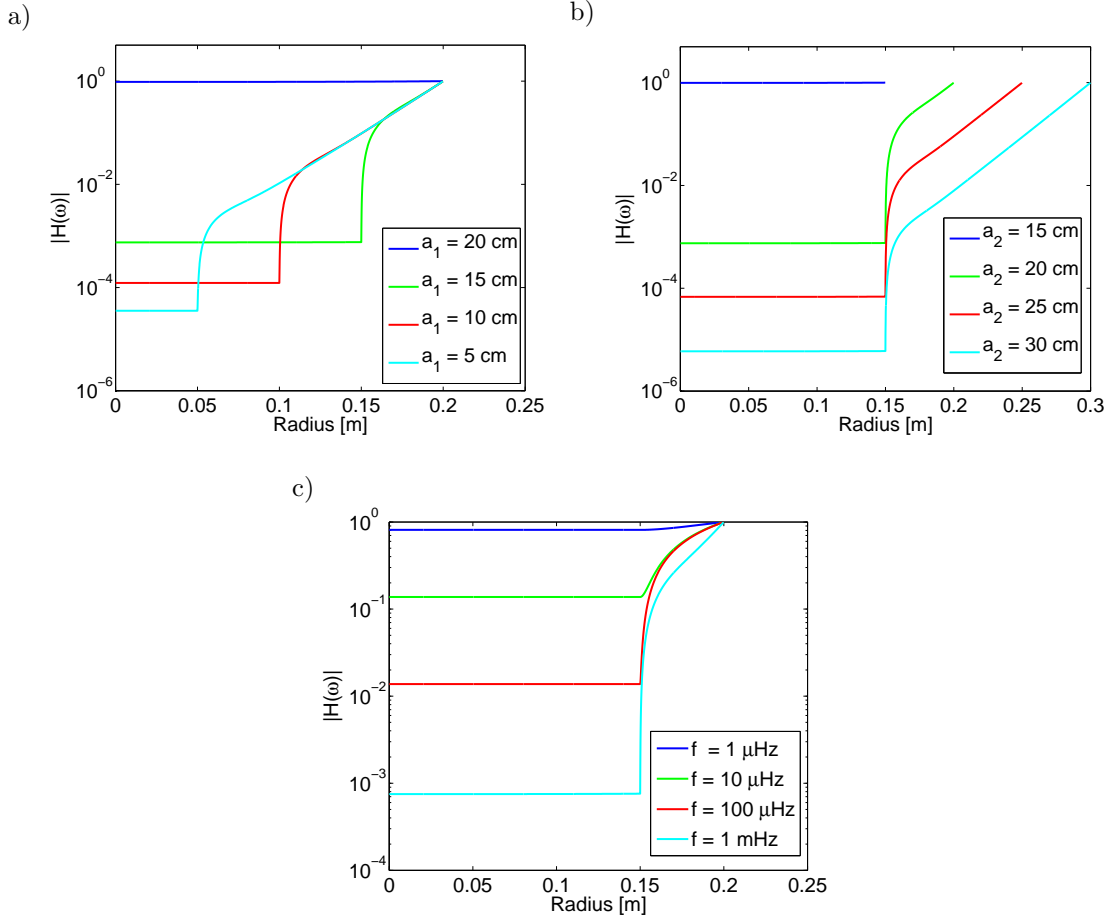 a)
10^0
10^-2
10^-4
10^-6
|H(ω)|
0 0.05 0.1 0.15 0.2 0.25
Radius [m]
a_1 = 20 cm
a_1 = 15 cm
a_1 = 10 cm
a_1 = 5 cm
b)
10^0
10^-2
10^-4
10^-6
|H(ω)|
0 0.05 0.1 0.15 0.2 0.25 0.3
Radius [m]
a_2 = 15 cm
a_2 = 20 cm
a_2 = 25 cm
a_2 = 30 cm
c)
10^0
10^-1
10^-2
10^-3
10^-4
|H(ω)|
0 0.05 0.1 0.15 0.2 0.25
Radius [m]
f = 1 μHz
f = 10 μHz
f = 100 μHz
f = 1 mHz